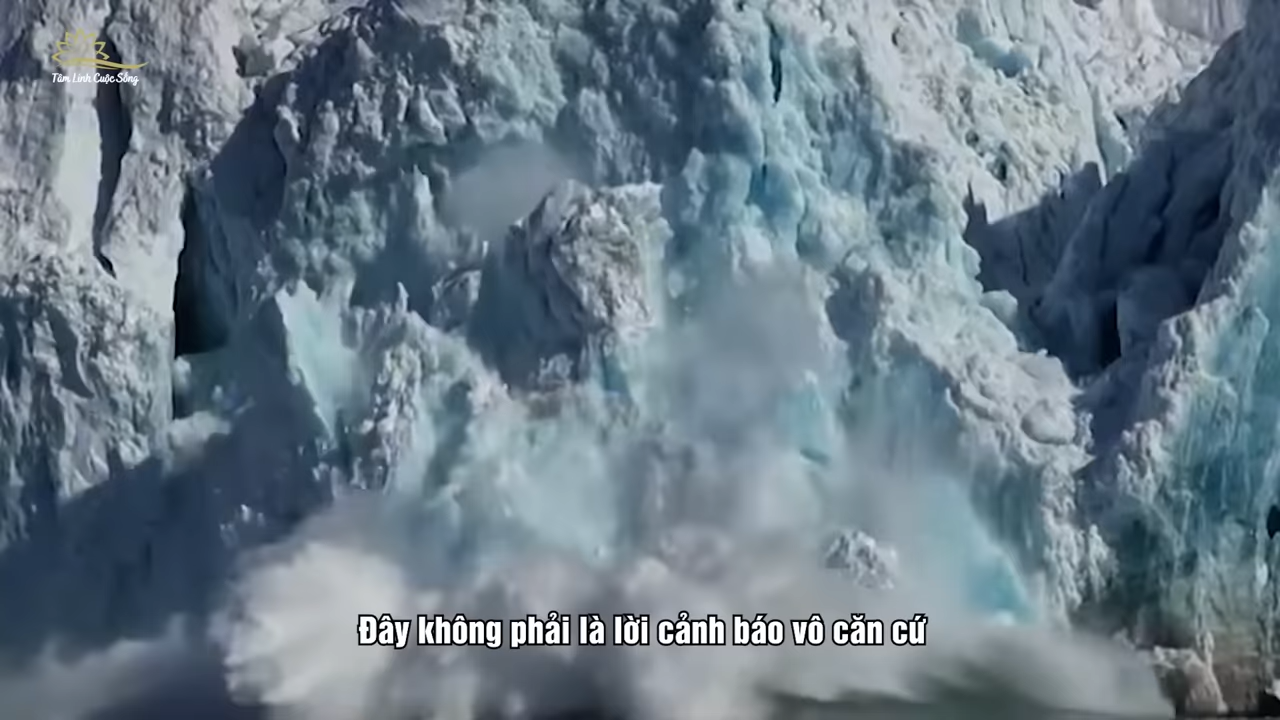 Tâm Linh Cuộc Sống
Đây không phải là lời cảnh báo vô căn cứ